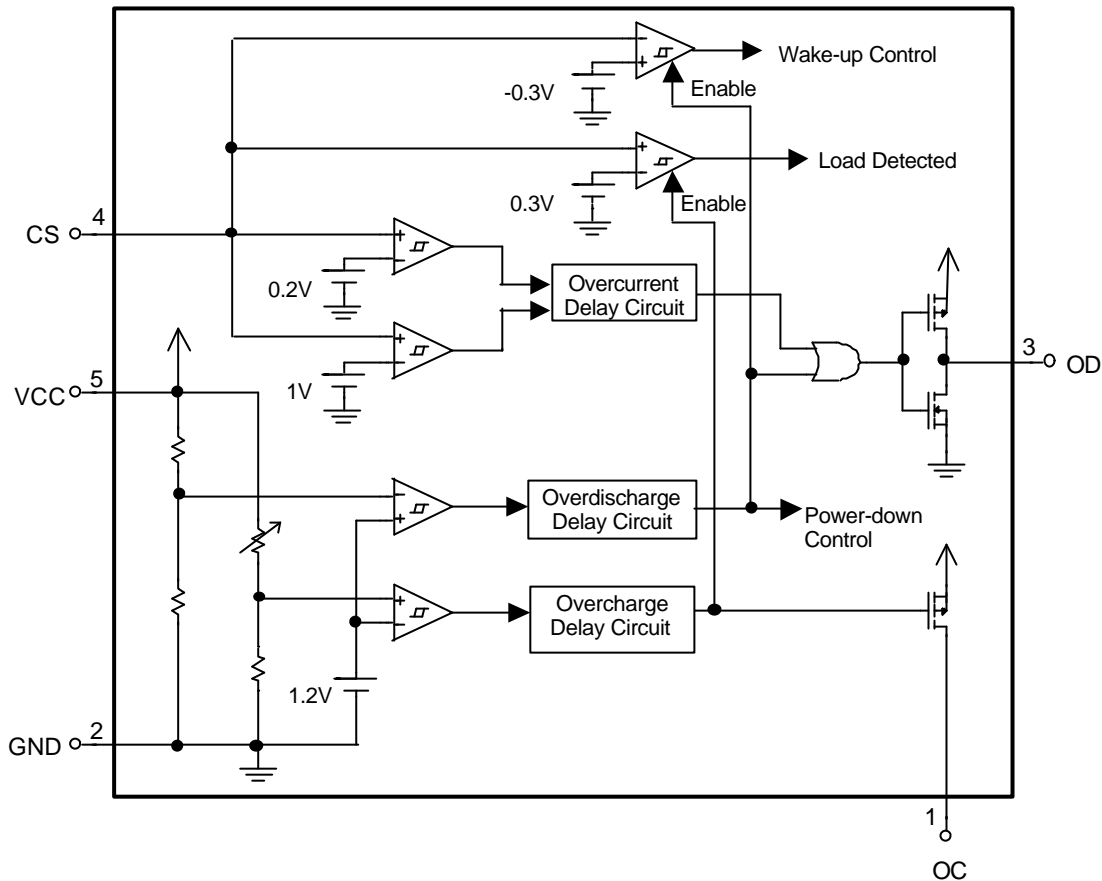 Wake-up Control
Enable
-0.3V
Load Detected
Enable
0.3V
4
CS
0.2V
Overcurrent
Delay Circuit
1V
3
OD
5
VCC
Overdischarge
Delay Circuit
Power-down
Control
Overcharge
Delay Circuit
1.2V
2
GND
1
OC